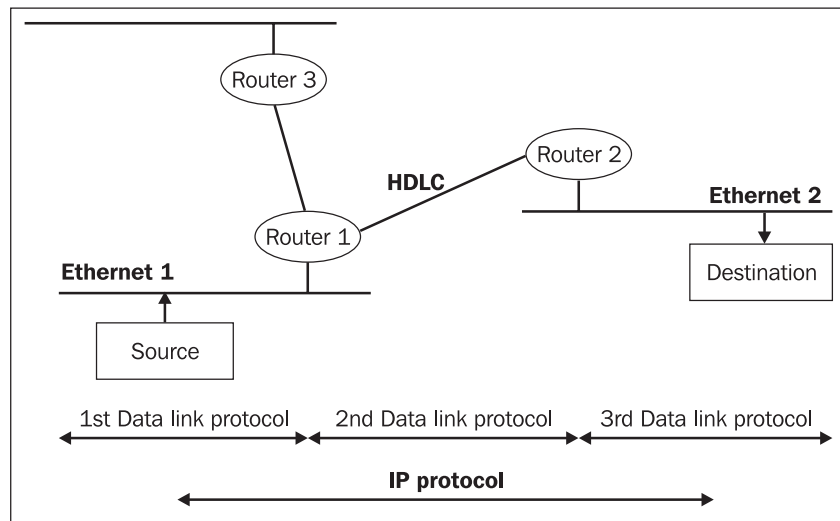 Router 3
Router 2
HDLC
Ethernet 2
Router 1
Ethernet 1
Destination
Source
1st Data link protocol
2nd Data link protocol
3rd Data link protocol
IP protocol